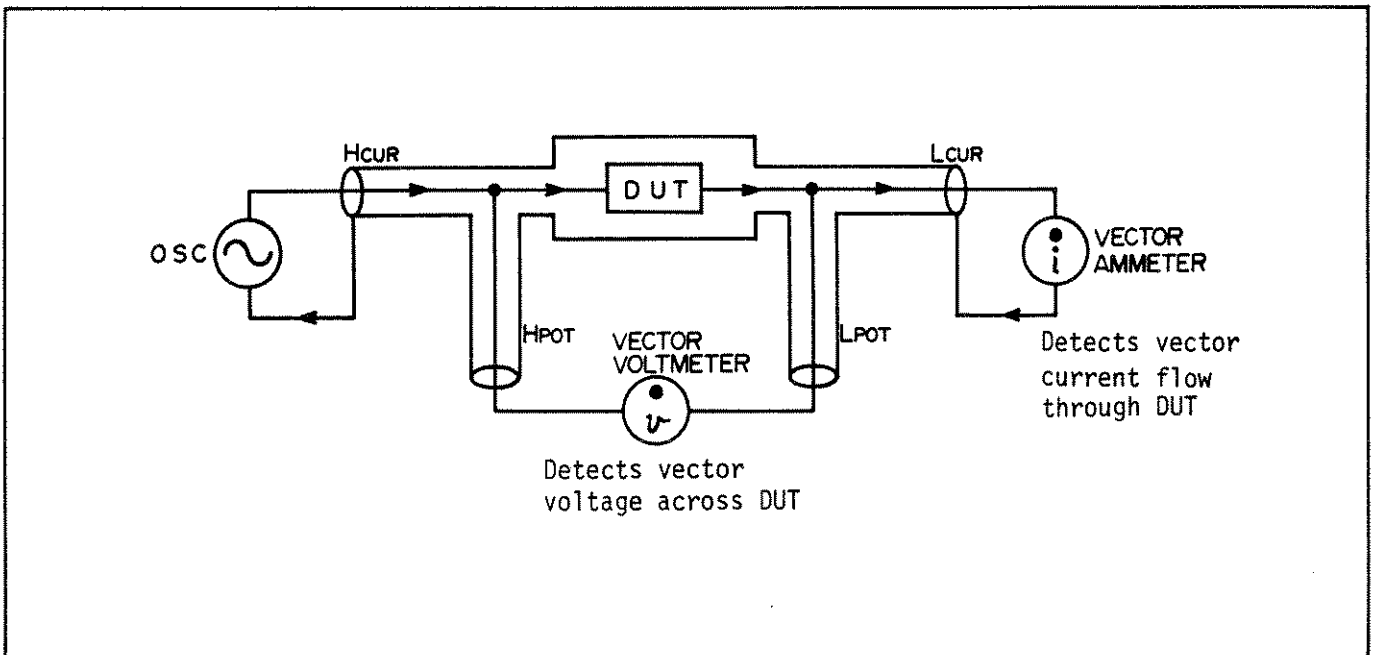 HCUR
LCUR
DUT
OSC
VECTOR
AMMETER
i
HPOT
LPOT
VECTOR
VOLTMETER
v
Detects vector
current flow
through DUT
Detects vector
voltage across DUT